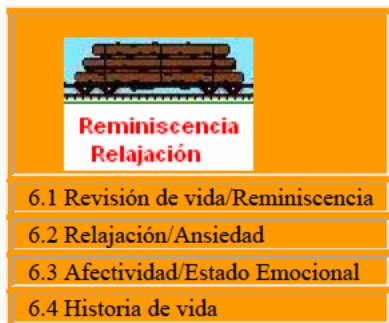 Reminiscencia
Relajación
6.1 Revisión de vida/Reminiscencia
6.2 Relajación/Ansiedad
6.3 Afectividad/Estado Emocional
6.4 Historia de vida